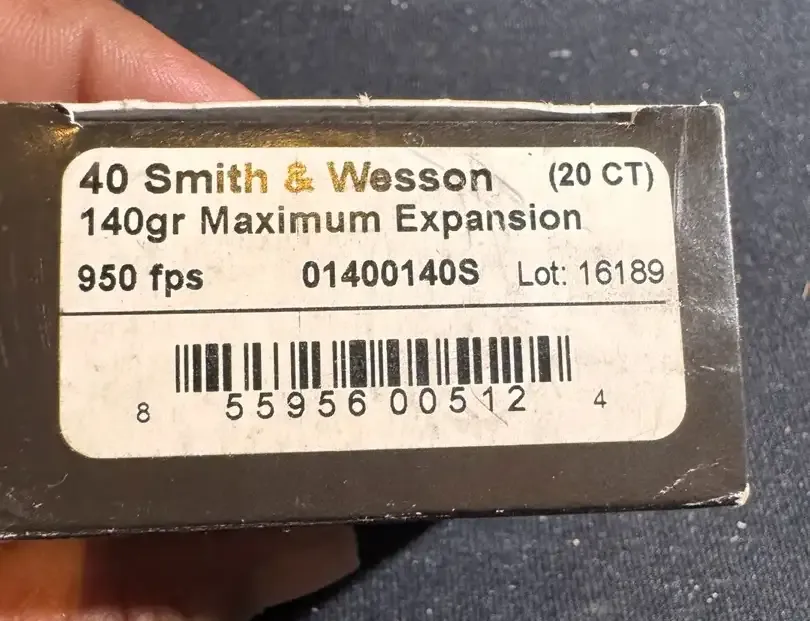 40 Smith & Wesson (20 CT)
140gr Maximum Expansion
950 fps 01400140S Lot: 16189
8 55956 00512 4